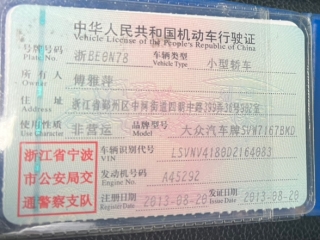 中华人民共和国机动车行驶证
Vehicle License of the People's Republic of China
号牌号码 浙BE8N78 车辆类型 小型轿车
Plate No. Vehicle Type
所有人 傅雅萍
Owner
住址 浙江省鄞州区中河街道四明中路
Address
使用性质 非营运 品牌型号 大众汽车牌SVW7167BMD
Use Character Model
浙江省宁波
市公安局交
通警察支队
车辆识别代号 LSVNV4180D2164083
VIN
发动机号码 A45292
Engine No.
注册日期 2013-08-20 发证日期 2013-08-20
Register Date Issue Date